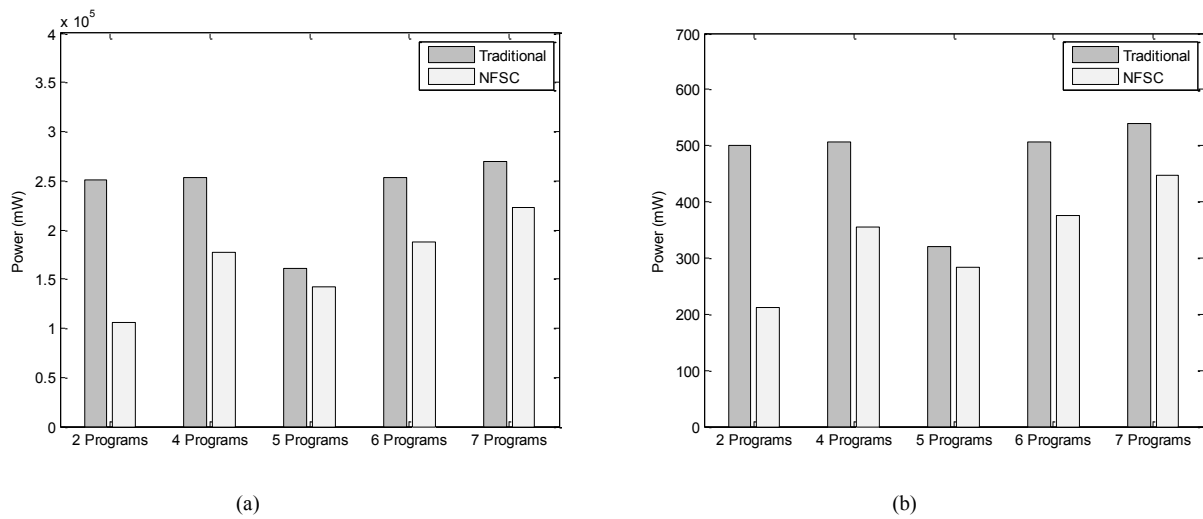 x 10^5
4
3.5
3
2.5
2
1.5
1
0.5
0
Power (mW)
2 Programs 4 Programs 5 Programs 6 Programs 7 Programs
Traditional
NFSC
(a)
700
600
500
400
300
200
100
0
Power (mW)
2 Programs 4 Programs 5 Programs 6 Programs 7 Programs
Traditional
NFSC
(b)